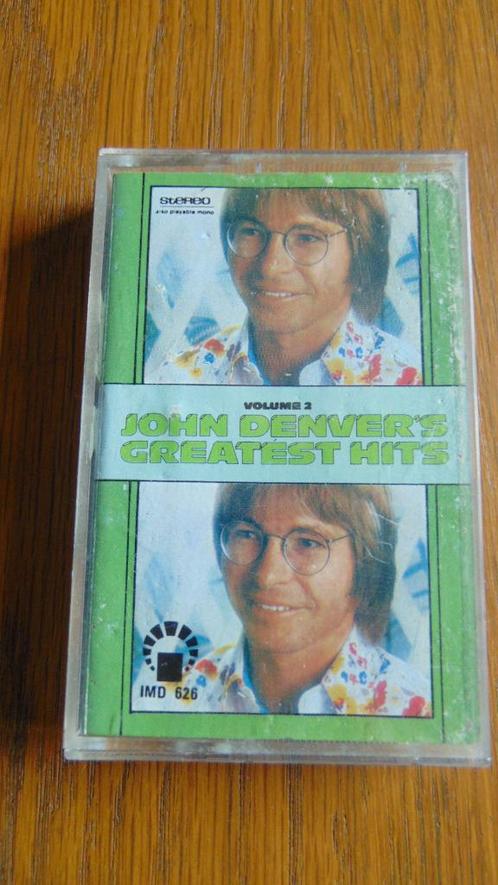 STEREO
also playable mono
VOLUME 2
JOHN DENVER'S
GREATEST HITS
IMD 626